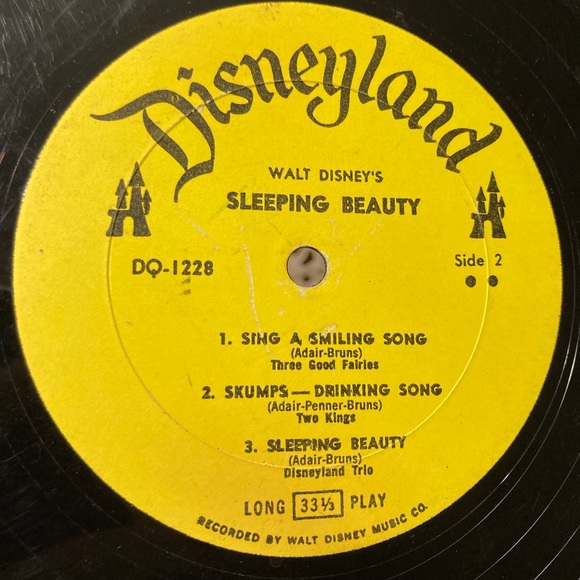 Disneyland
WALT DISNEY'S
SLEEPING BEAUTY
DQ-1228
Side 2
1. SING A SMILING SONG
(Adair-Bruns)
Three Good Fairies
2. SKUMPS — DRINKING SONG
(Adair-Penner-Bruns)
Two Kings
3. SLEEPING BEAUTY
(Adair-Bruns)
Disneyland Trio
LONG 33⅓ PLAY
RECORDED BY WALT DISNEY MUSIC CO.